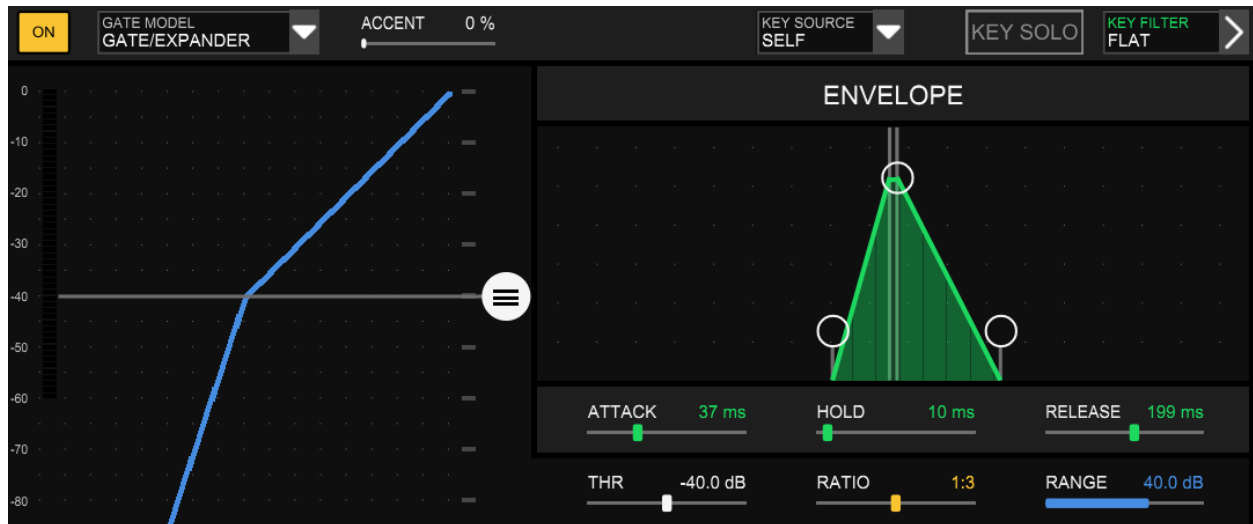 ON
GATE MODEL
GATE/EXPANDER
ACCENT 0 %
KEY SOURCE
SELF
KEY SOLO
KEY FILTER
FLAT
0
-10
-20
-30
-40
-50
-60
-70
-80
ENVELOPE
ATTACK 37 ms
HOLD 10 ms
RELEASE 199 ms
THR -40.0 dB
RATIO 1:3
RANGE 40.0 dB